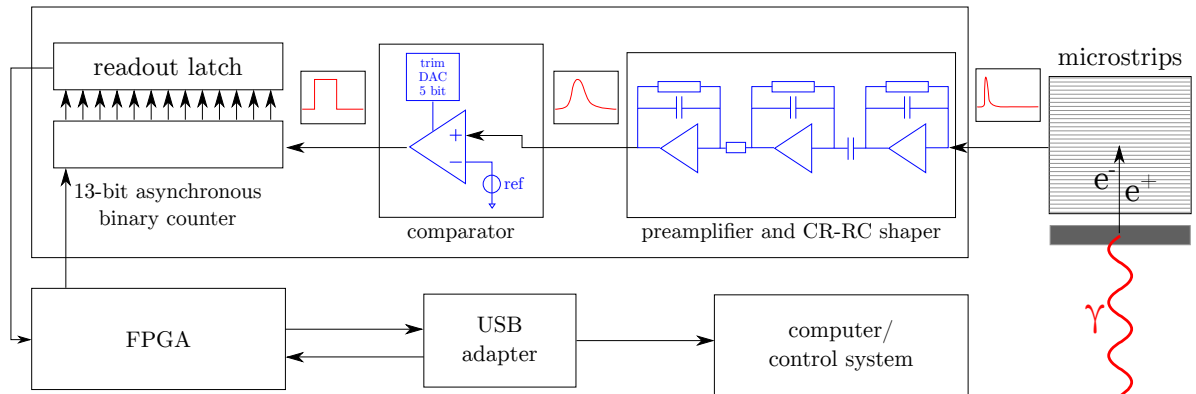 readout latch
13-bit asynchronous
binary counter
trim
DAC
5 bit
+
−
ref
comparator
preamplifier and CR-RC shaper
microstrips
e-
e+
γ
FPGA
USB
adapter
computer/
control system